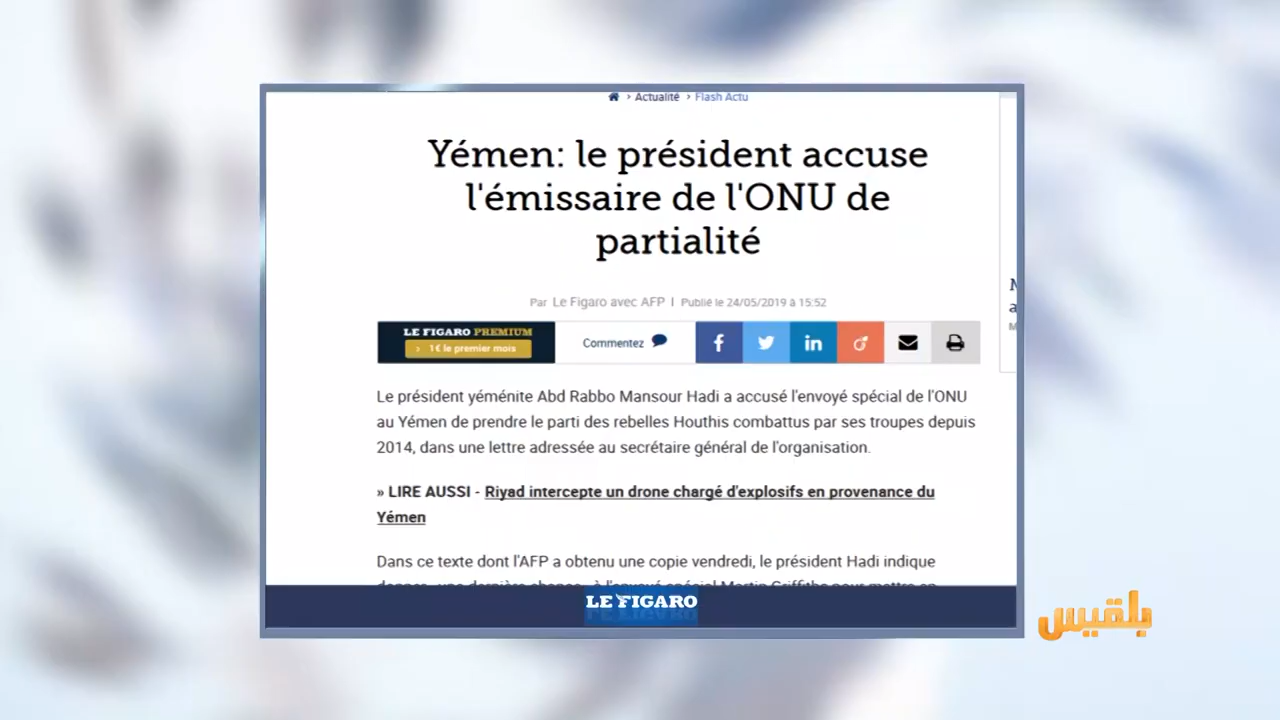 Actualité > Flash Actu
Yémen: le président accuse
l'émissaire de l'ONU de
partialité
Par Le Figaro avec AFP | Publié le 24/05/2019 à 15:52
LE FIGARO PREMIUM
› 1€ le premier mois
Commentez
Le président yéménite Abd Rabbo Mansour Hadi a accusé l'envoyé spécial de l'ONU
au Yémen de prendre le parti des rebelles Houthis combattus par ses troupes depuis
2014, dans une lettre adressée au secrétaire général de l'organisation.
» LIRE AUSSI - Riyad intercepte un drone chargé d'explosifs en provenance du
Yémen
Dans ce texte dont l'AFP a obtenu une copie vendredi, le président Hadi indique
LE FIGARO
بلقيس